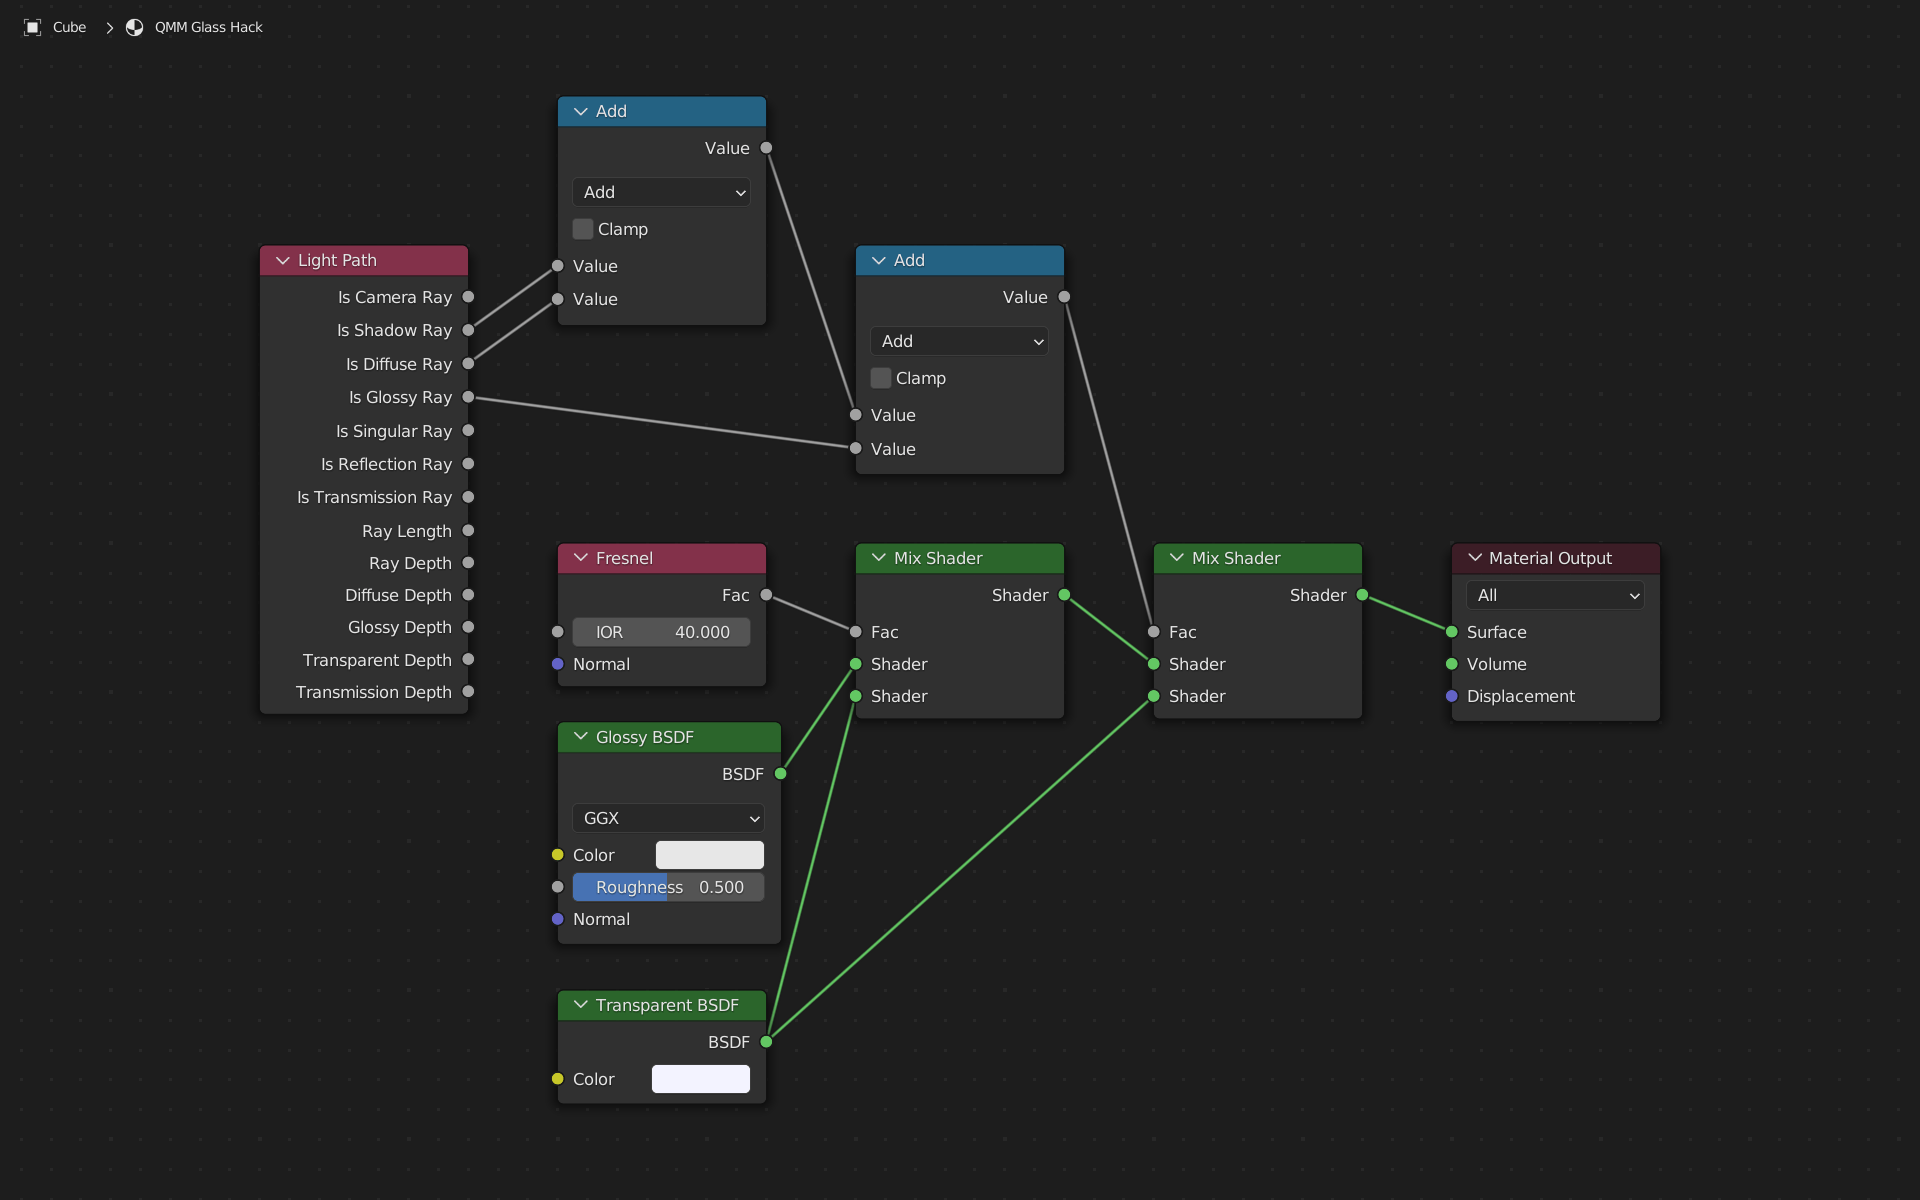 Cube
QMM Glass Hack
Add
Value
Add
Clamp
Value
Value
Light Path
Is Camera Ray
Is Shadow Ray
Is Diffuse Ray
Is Glossy Ray
Is Singular Ray
Is Reflection Ray
Is Transmission Ray
Ray Length
Ray Depth
Diffuse Depth
Glossy Depth
Transparent Depth
Transmission Depth
Add
Value
Add
Clamp
Value
Value
Fresnel
Fac
IOR 40.000
Normal
Mix Shader
Shader
Fac
Shader
Shader
Mix Shader
Shader
Fac
Shader
Shader
Material Output
All
Surface
Volume
Displacement
Glossy BSDF
BSDF
GGX
Color
Roughness 0.500
Normal
Transparent BSDF
BSDF
Color